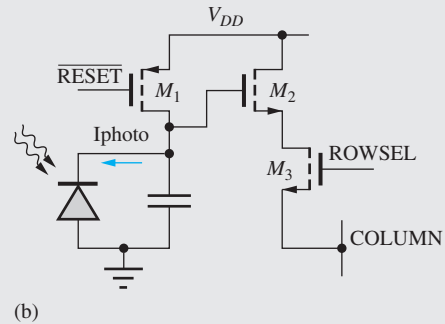 V_DD
RESET
M_1
M_2
Iphoto
M_3
ROWSEL
COLUMN
(b)